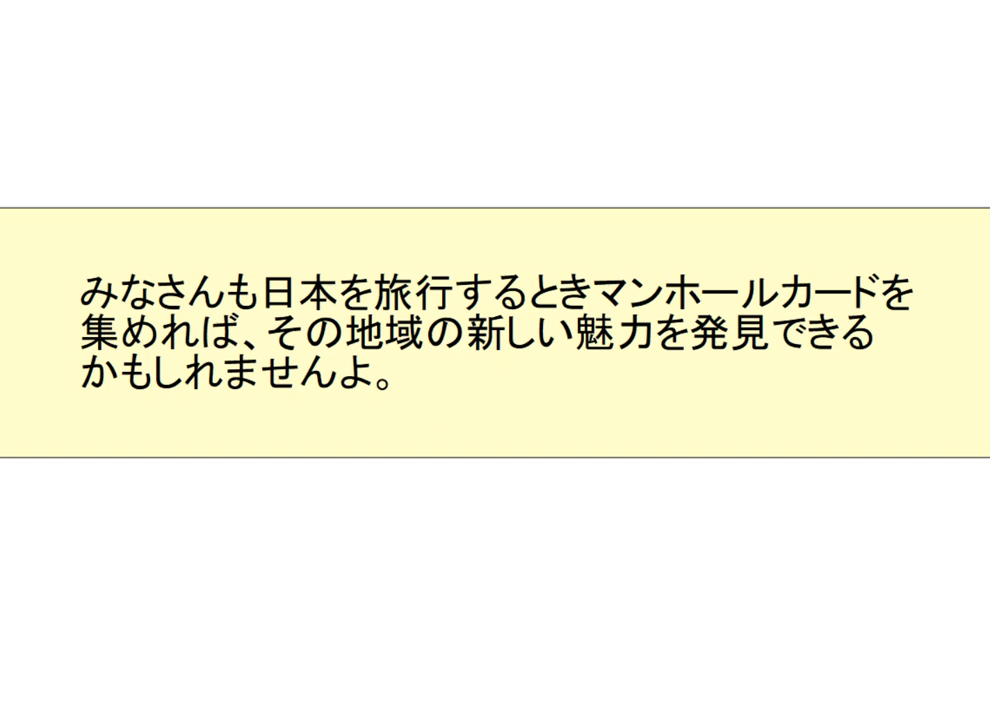 みなさんも日本を旅行するときマンホールカードを
集めれば、その地域の新しい魅力を発見できる
かもしれませんよ。